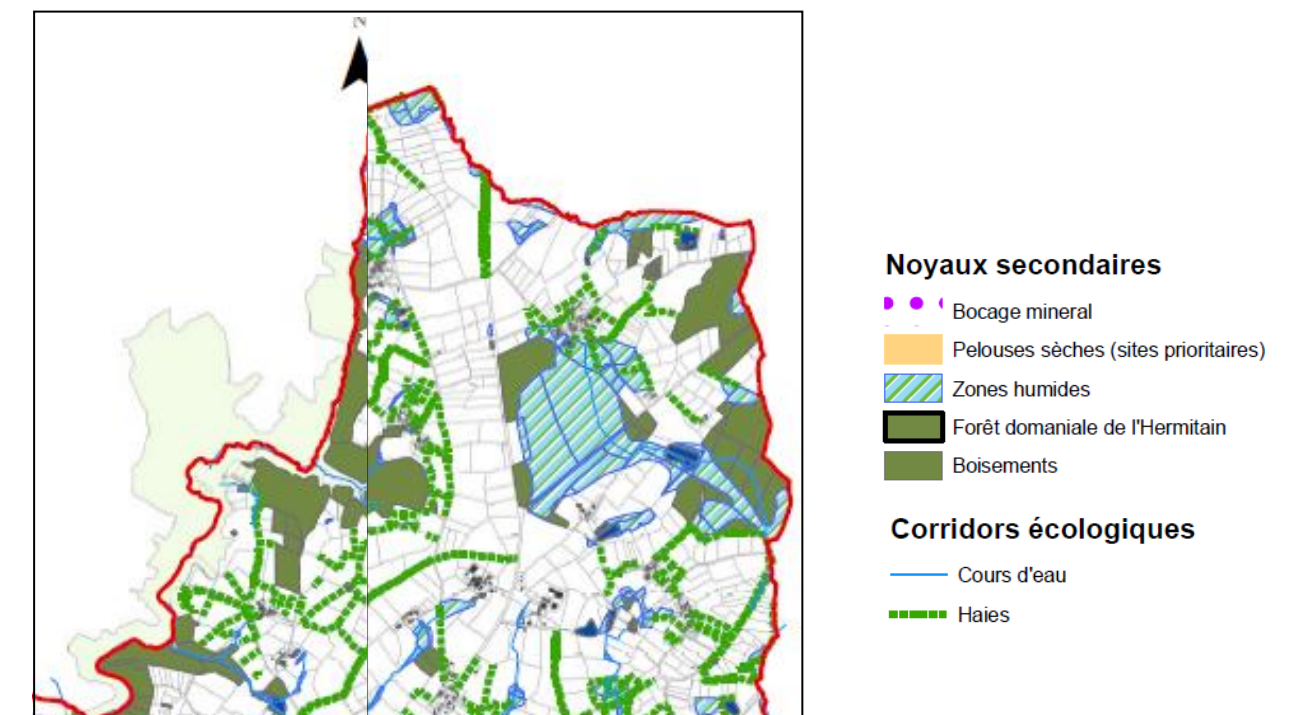 N
Noyaux secondaires
Bocage mineral
Pelouses sèches (sites prioritaires)
Zones humides
Forêt domaniale de l'Hermitain
Boisements
Corridors écologiques
Cours d'eau
Haies